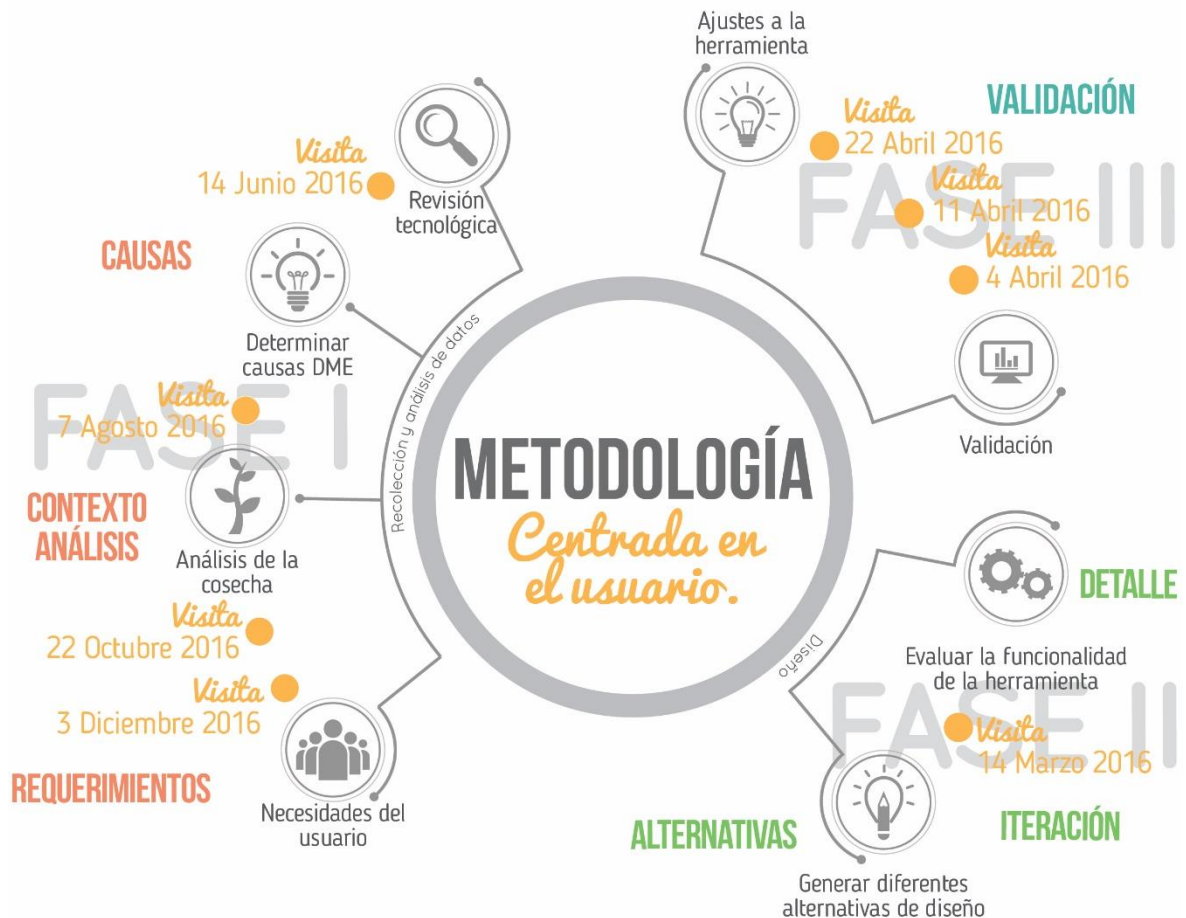 METODOLOGÍA
Centrada en
el usuario.
FASE I
Recolección y análisis de datos
Visita
14 Junio 2016
Revisión
tecnológica
CAUSAS
Determinar
causas DME
Visita
7 Agosto 2016
CONTEXTO
ANÁLISIS
Análisis de la
cosecha
Visita
22 Octubre 2016
Visita
3 Diciembre 2016
REQUERIMIENTOS
Necesidades del
usuario
FASE II
Diseño
ALTERNATIVAS
Generar diferentes
alternativas de diseño
ITERACIÓN
Visita
14 Marzo 2016
Evaluar la funcionalidad
de la herramienta
DETALLE
FASE III
Validación
Visita
4 Abril 2016
Visita
11 Abril 2016
Visita
22 Abril 2016
VALIDACIÓN
Ajustes a la
herramienta